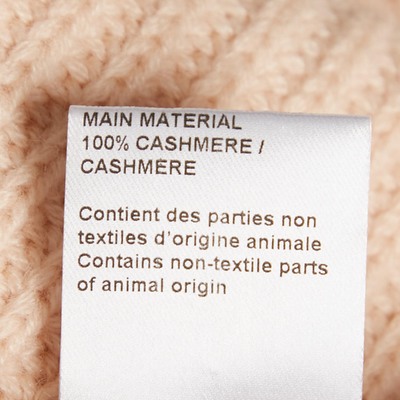 MAIN MATERIAL
100% CASHMERE /
CASHMERE
Contient des parties non
textiles d'origine animale
Contains non-textile parts
of animal origin